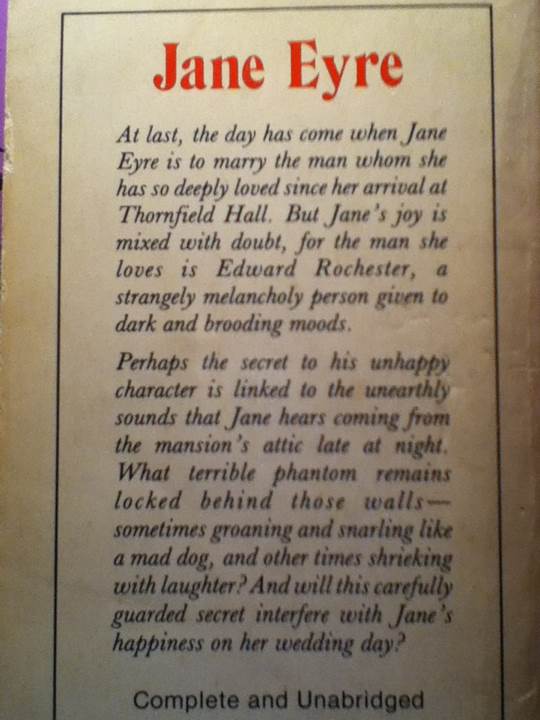 Jane Eyre
At last, the day has come when Jane
Eyre is to marry the man whom she
has so deeply loved since her arrival at
Thornfield Hall. But Jane's joy is
mixed with doubt, for the man she
loves is Edward Rochester, a
strangely melancholy person given to
dark and brooding moods.
Perhaps the secret to his unhappy
character is linked to the unearthly
sounds that Jane hears coming from
the mansion's attic late at night.
What terrible phantom remains
locked behind those walls—
sometimes groaning and snarling like
a mad dog, and other times shrieking
with laughter? And will this carefully
guarded secret interfere with Jane's
happiness on her wedding day?
Complete and Unabridged